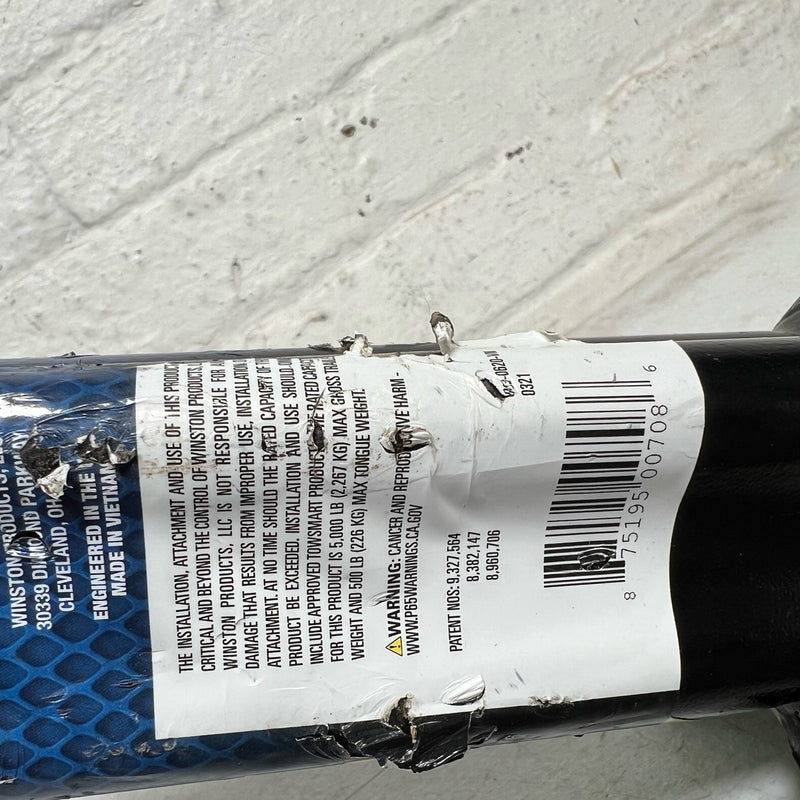 WINSTON PRODUCTS, LLC
30339 DIAMOND PARKWAY
CLEVELAND, OH
ENGINEERED IN THE
MADE IN VIETNAM
THE INSTALLATION, ATTACHMENT AND USE OF THIS PRODUCT
CRITICAL AND BEYOND THE CONTROL OF WINSTON PRODUCTS,
WINSTON PRODUCTS, LLC IS NOT RESPONSIBLE FOR
DAMAGE THAT RESULTS FROM IMPROPER USE, INSTALLATION
ATTACHMENT. AT NO TIME SHOULD THE RATED CAPACITY OF
PRODUCT BE EXCEEDED. INSTALLATION AND USE SHOULD
INCLUDE APPROVED TOWSMART PRODUCTS RATED
FOR THIS PRODUCT IS 5,000 LB (2,267 KG) MAX GROSS
WEIGHT AND 500 LB (226 KG) MAX TONGUE WEIGHT.
⚠WARNING: CANCER AND REPRODUCTIVE HARM -
WWW.P65WARNINGS.CA.GOV
PATENT NOS: 9,327,564
8,382,147
8,960,706
0321
8 75195 00708 6